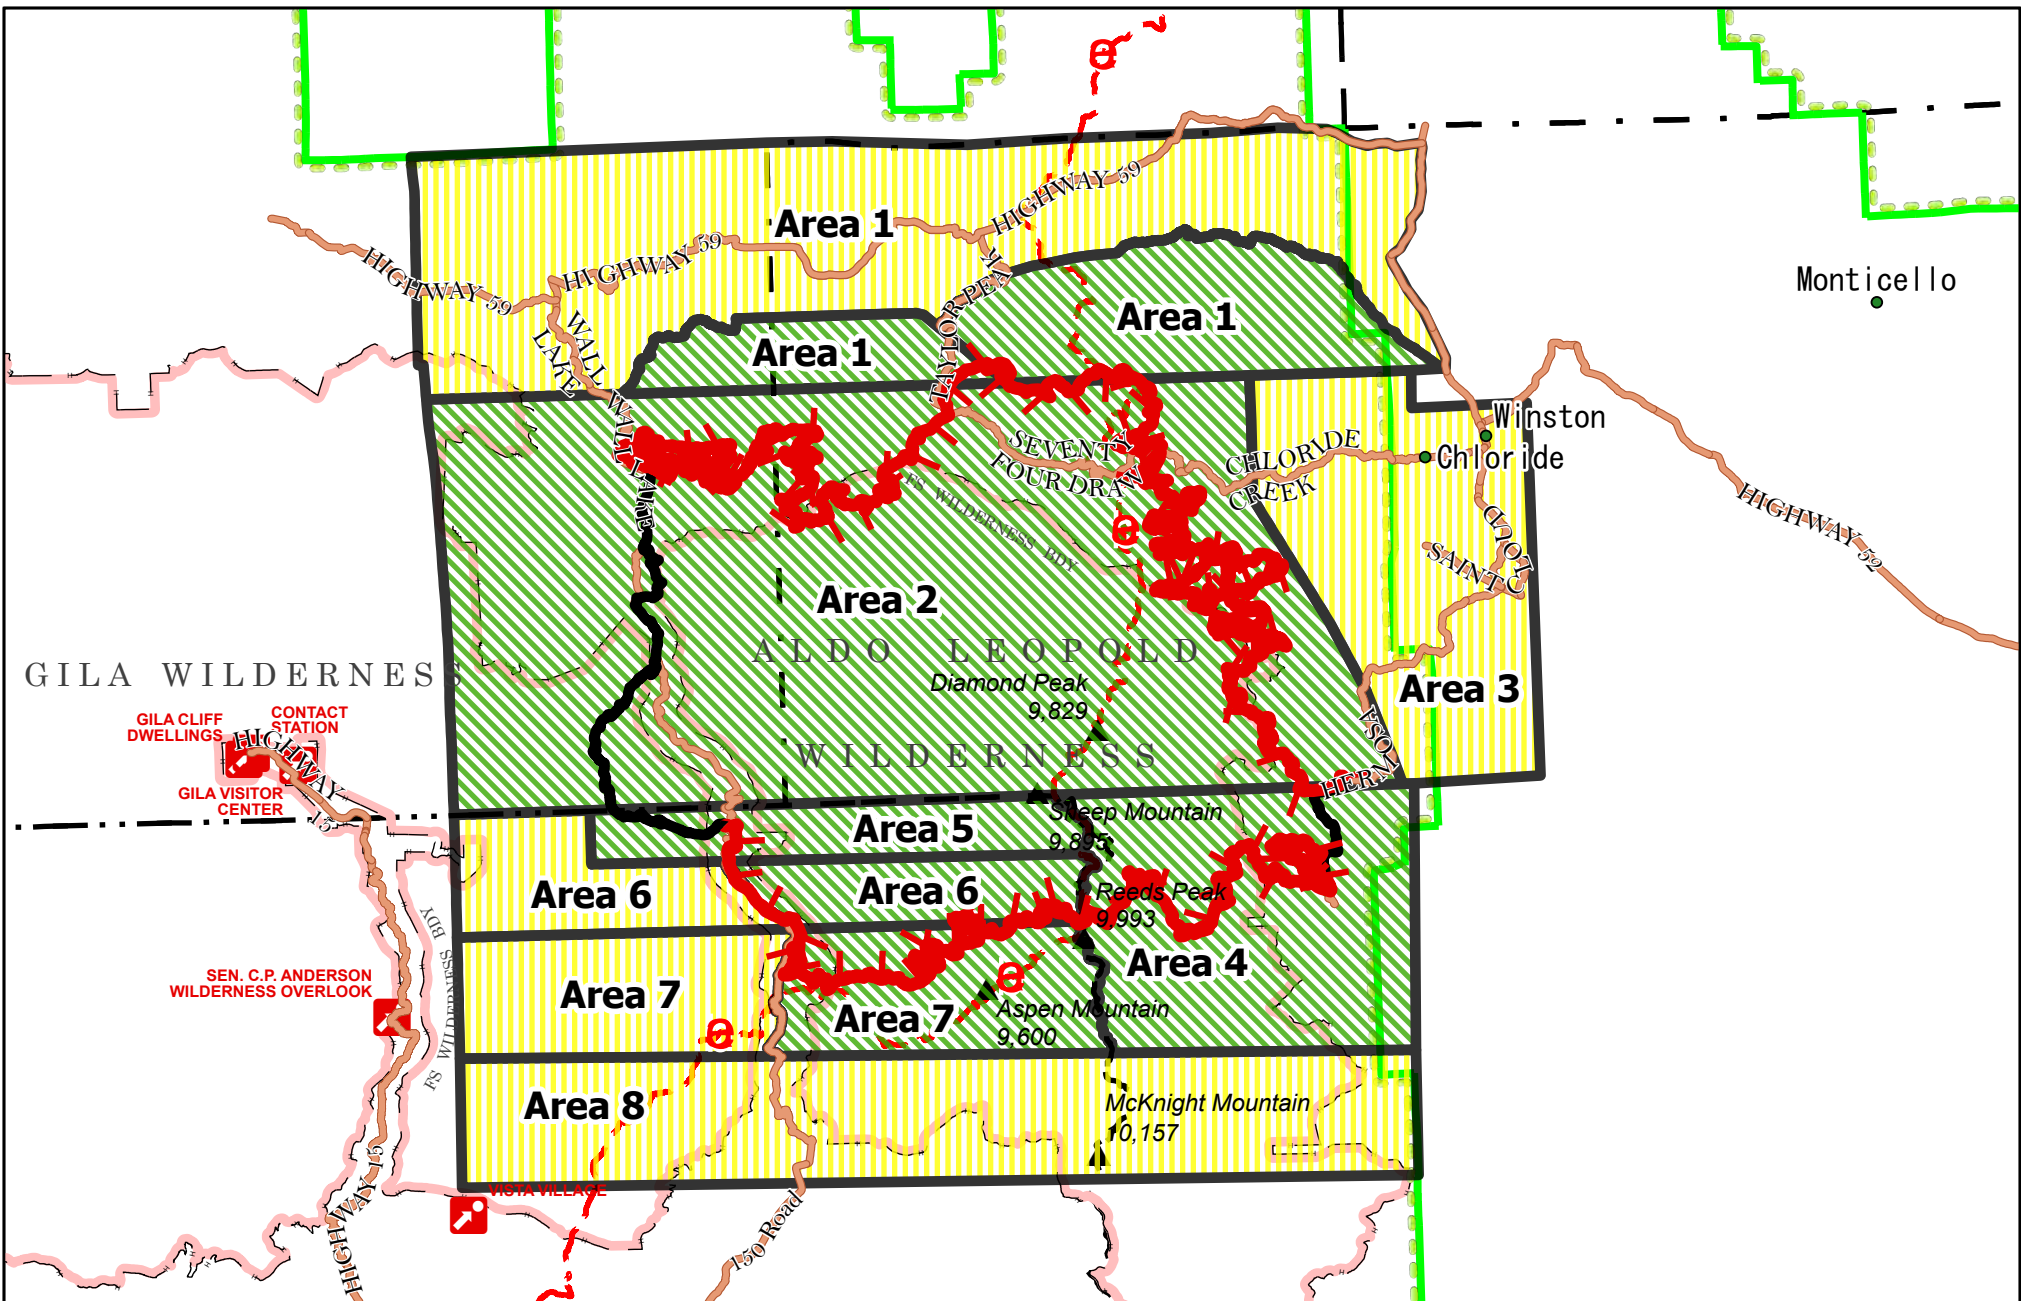 e
HIGHWAY 59
Area 1
HIGHWAY 59
HIGHWAY 59
Monticello
TAYLOR PEA
Area 1
Area 1
WALL
LAKE
WALL LAKE
Winston
Chloride
SEVENTY
FOUR DRAW
CHLORIDE
CREEK
FS WILDERNESS BDY
e
HIGHWAY 52
SAINT CLOUD
Area 2
ALDO LEOPOLD
GILA WILDERNESS
Diamond Peak
9,829
Area 3
GILA CLIFF
DWELLINGS
CONTACT
STATION
HIGHWAY
15
WILDERNESS
HERMOSA
GILA VISITOR
CENTER
Sheep Mountain
9,895
Area 5
Area 6
Area 6
Reeds Peak
9,993
FS WILDERNESS BDY
Area 4
SEN. C.P. ANDERSON
WILDERNESS OVERLOOK
Area 7
e
Area 7
Aspen Mountain
9,600
e
Area 8
McKnight Mountain
10,157
HIGHWAY 15
VISTA VILLAGE
150 Road
HIGHW